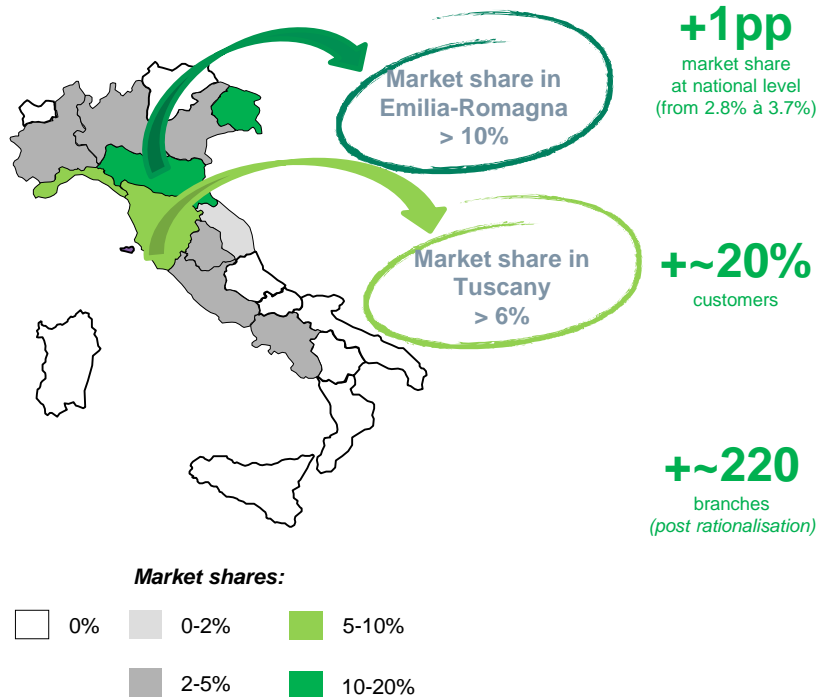 +1pp
market share
at national level
(from 2.8% à 3.7%)
Market share in
Emilia-Romagna
> 10%
Market share in
Tuscany
> 6%
+~20%
customers
+~220
branches
(post rationalisation)
Market shares:
0%
0-2%
5-10%
2-5%
10-20%